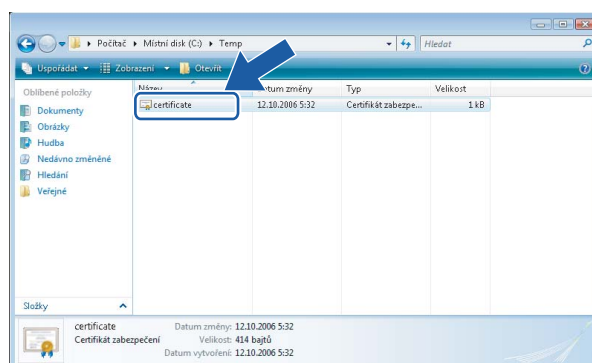 Počítač ▸ Místní disk (C:) ▸ Temp
Hledat
Uspořádat Zobrazení Otevřít
Oblíbené položky
Název Datum změny Typ Velikost
certificate 12.10.2006 5:32 Certifikát zabezpe... 1 kB
Dokumenty
Obrázky
Hudba
Nedávno změněné
Hledání
Veřejné
Složky
certificate Datum změny: 12.10.2006 5:32
Certifikát zabezpečení Velikost: 414 bajtů
Datum vytvoření: 12.10.2006 5:32